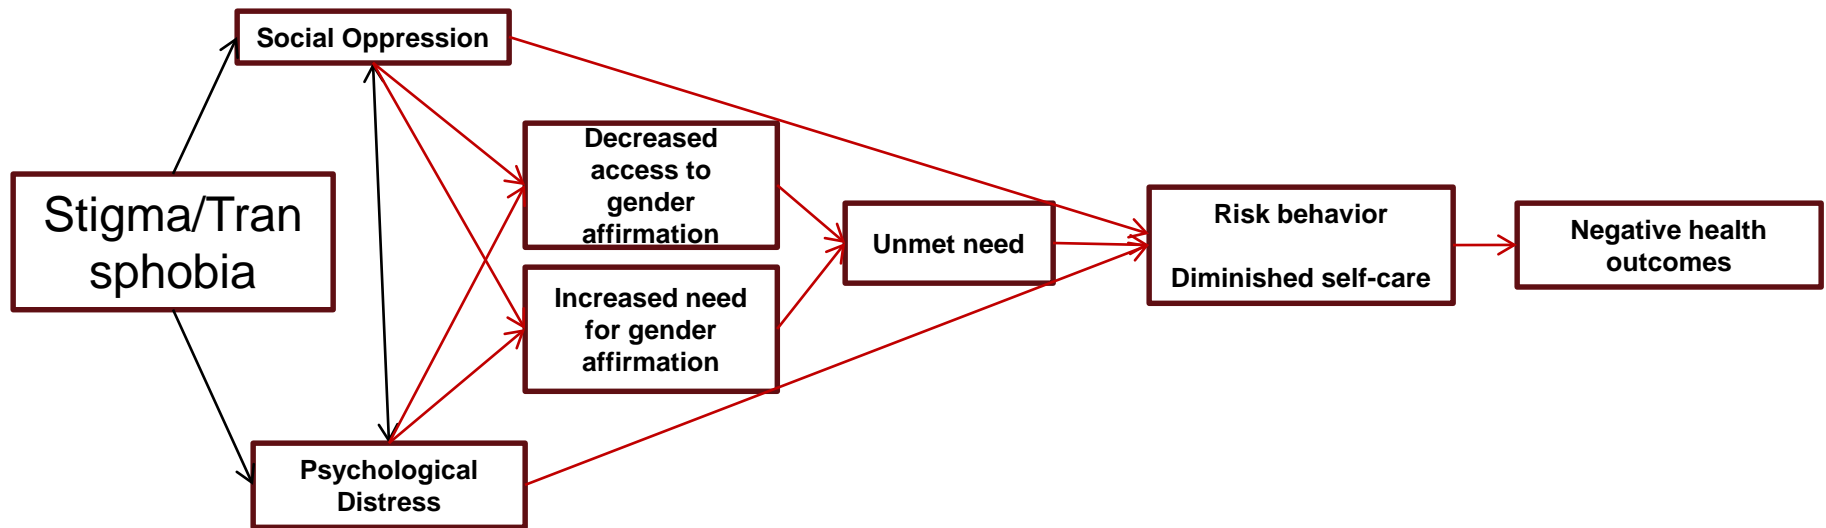 Social Oppression
Stigma/Tran
sphobia
Decreased
access to
gender
affirmation
Increased need
for gender
affirmation
Psychological
Distress
Unmet need
Risk behavior
Diminished self-care
Negative health
outcomes